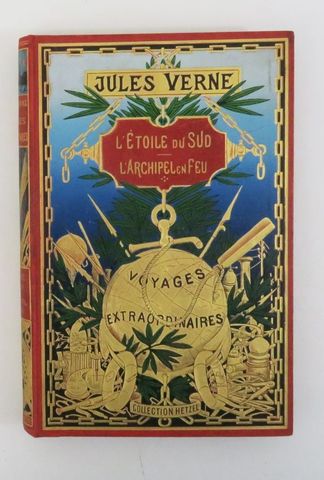 JULES VERNE
L'ÉTOILE DU SUD
L'ARCHIPEL EN FEU
VOYAGES
EXTRAORDINAIRES
COLLECTION HETZEL